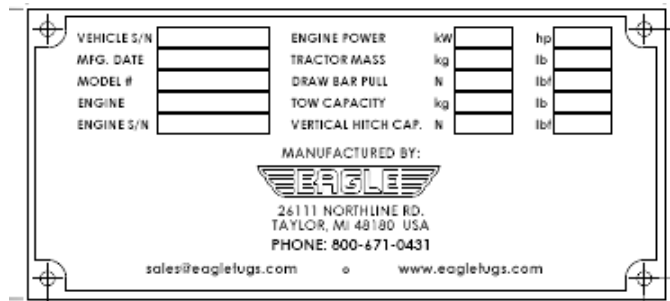 VEHICLE S/N ENGINE POWER kW hp
MFG. DATE TRACTOR MASS kg lb
MODEL # DRAW BAR PULL N lbf
ENGINE TOW CAPACITY kg lb
ENGINE S/N VERTICAL HITCH CAP. N lbf
MANUFACTURED BY:
EAGLE
26111 NORTHLINE RD.
TAYLOR, MI 48180 USA
PHONE: 800-671-0431
sales@eagletugs.com o www.eagletugs.com